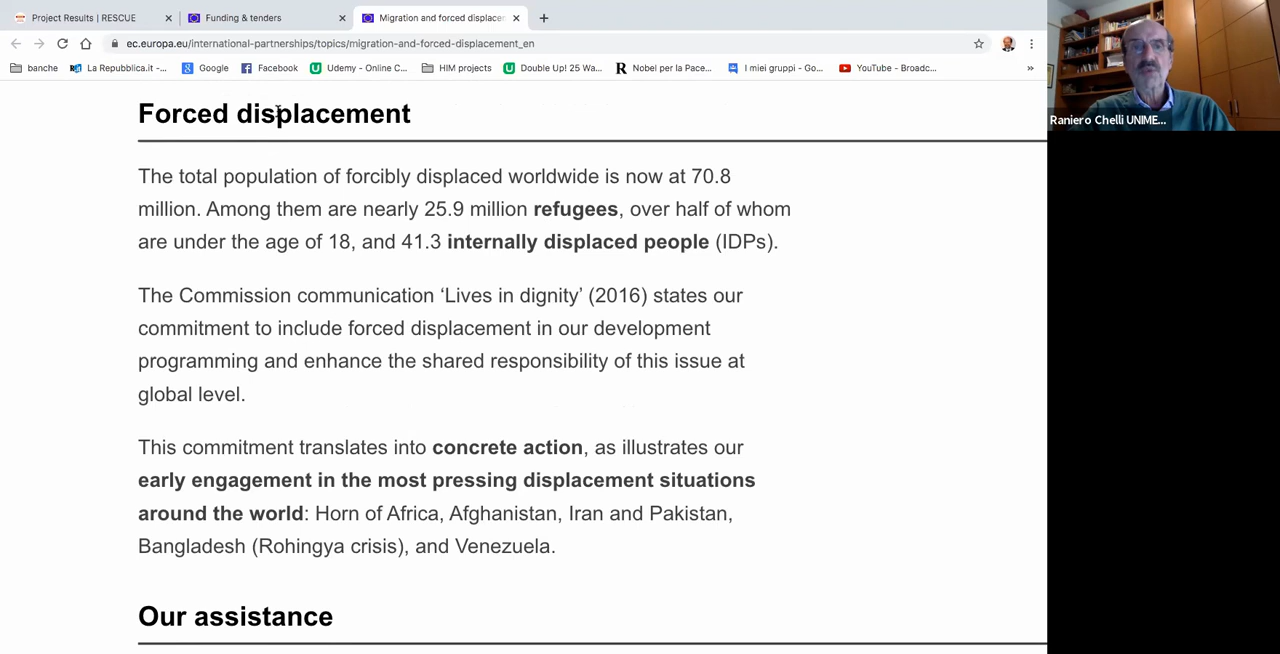 Project Results | RESCUE
Funding & tenders
Migration and forced displacer
ec.europa.eu/international-partnerships/topics/migration-and-forced-displacement_en
banche
La Repubblica.it -...
Google
Facebook
Udemy - Online C...
HIM projects
Double Up! 25 Wa...
R Nobel per la Pace...
I miei gruppi - Go...
YouTube - Broadc...
»
Raniero Chelli UNIME...
Forced displacement
The total population of forcibly displaced worldwide is now at 70.8
million. Among them are nearly 25.9 million refugees, over half of whom
are under the age of 18, and 41.3 internally displaced people (IDPs).
The Commission communication ‘Lives in dignity’ (2016) states our
commitment to include forced displacement in our development
programming and enhance the shared responsibility of this issue at
global level.
This commitment translates into concrete action, as illustrates our
early engagement in the most pressing displacement situations
around the world: Horn of Africa, Afghanistan, Iran and Pakistan,
Bangladesh (Rohingya crisis), and Venezuela.
Our assistance